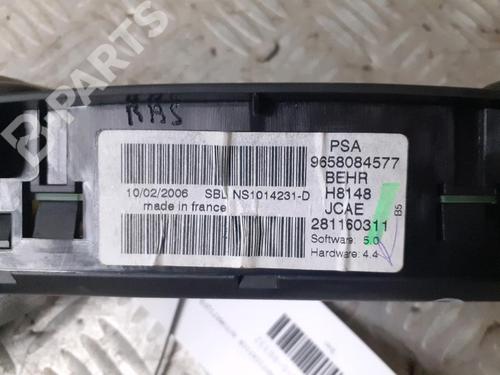 B-PARTS
PSA
9658084577
BEHR
H8148
JCAE
281160311
Software: 5.0
Hardware: 4.4
B5
10/02/2006 SBL NS1014231-D
made in france